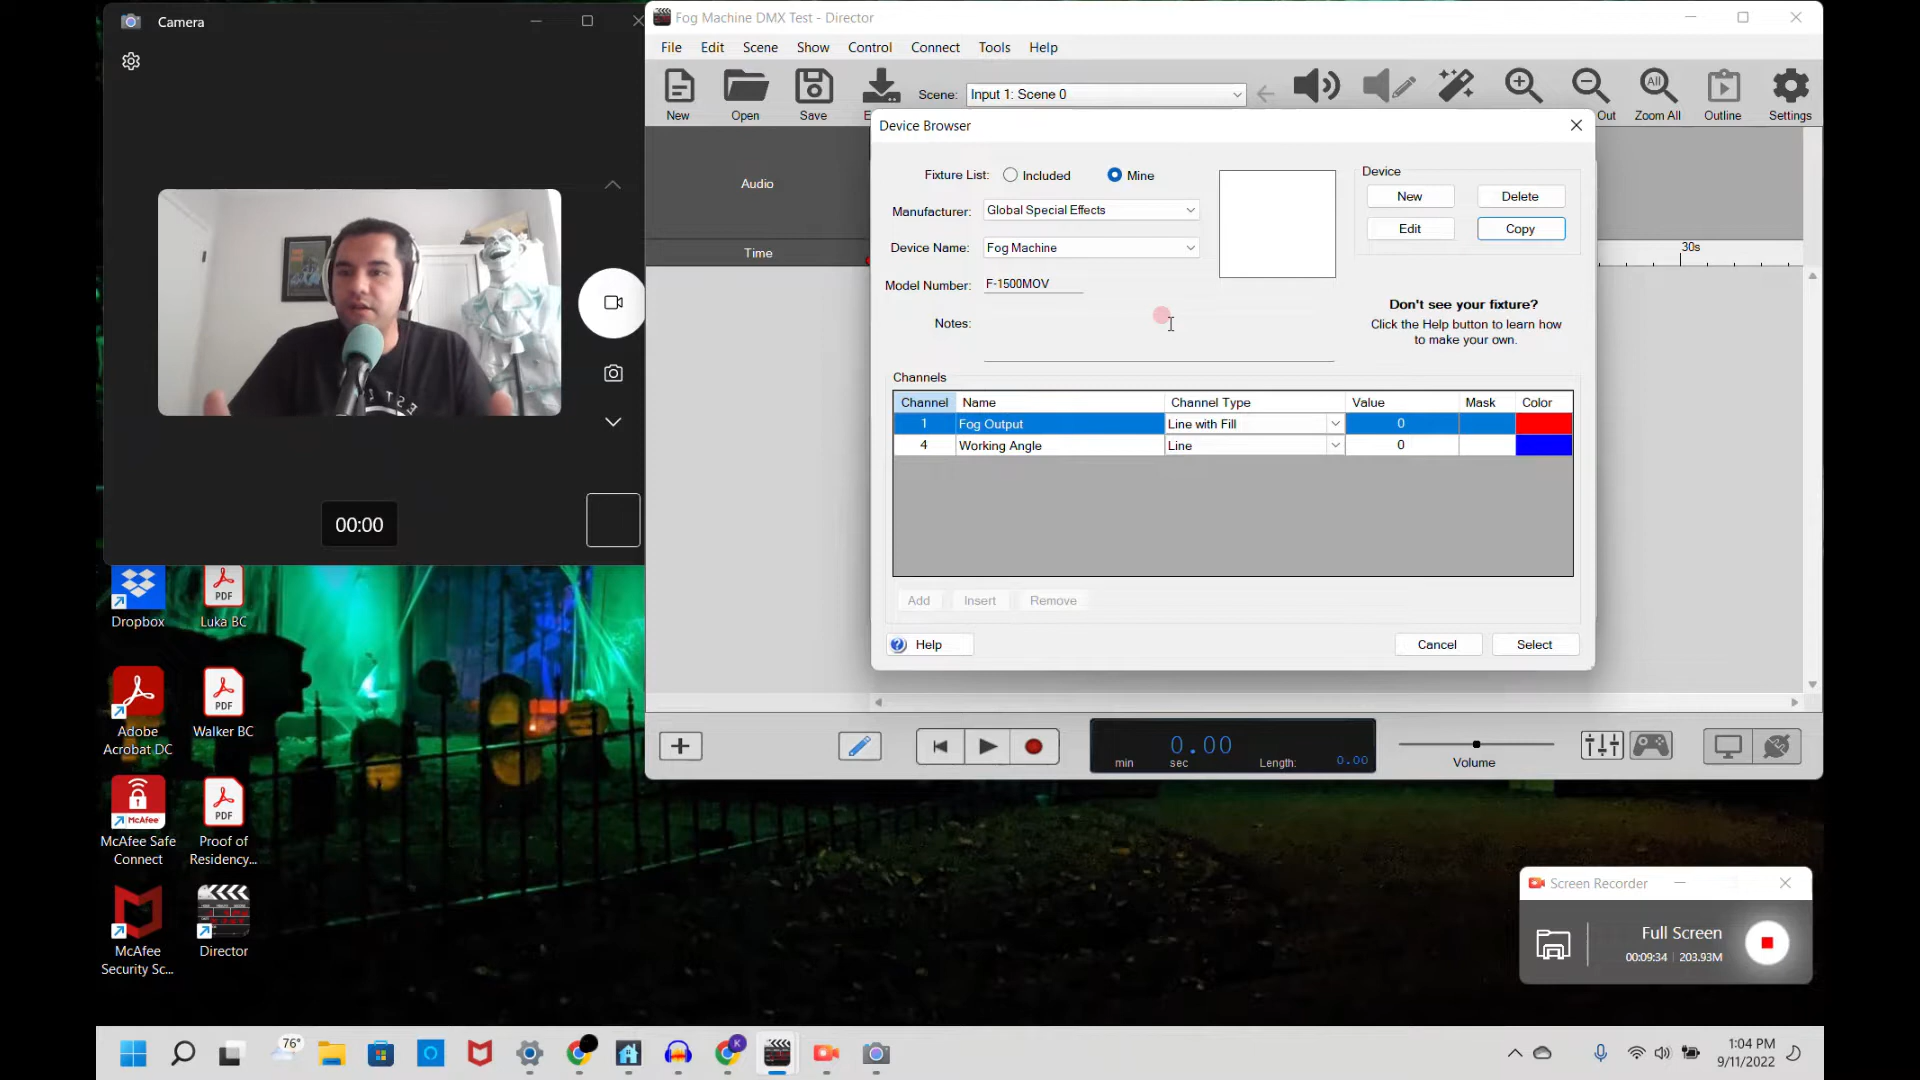 Camera
Fog Machine DMX Test - Director
File Edit Scene Show Control Connect Tools Help
Scene: Input 1: Scene 0
New Open Save E Out Zoom All Outline Settings
All
Device Browser
Fixture List: Included Mine
Device
Manufacturer: Global Special Effects
New Delete
Device Name: Fog Machine
Edit Copy
Model Number: F-1500MOV
Notes:
Don't see your fixture?
Click the Help button to learn how
to make your own.
Audio
Time
30s
Channels
Channel Name Channel Type Value Mask Color
1 Fog Output Line with Fill 0
4 Working Angle Line 0
Add Insert Remove
Help Cancel Select
00:00
0.00
min sec Length: 0.00
Volume
Dropbox
PDF
Luka BC
Adobe
Acrobat DC
PDF
Walker BC
McAfee
McAfee Safe
Connect
PDF
Proof of
Residency...
McAfee
Security Sc...
Director
Screen Recorder
Full Screen
00:09:34 203.93M
76°
K
1:04 PM
9/11/2022